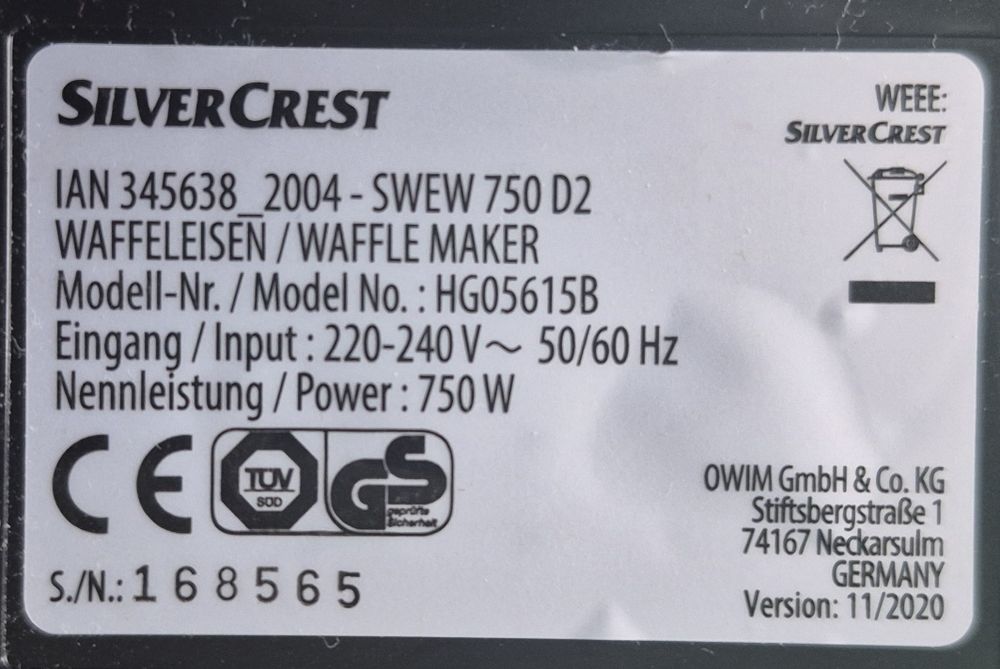 SILVERCREST
IAN 345638_2004 - SWEW 750 D2
WAFFELEISEN / WAFFLE MAKER
Modell-Nr. / Model No. : HG05615B
Eingang / Input : 220-240 V~ 50/60 Hz
Nennleistung / Power : 750 W
CE
TÜV
SÜD
GS
geprüfte
Sicherheit
S./N.: 168565
WEEE:
SILVERCREST
OWIM GmbH & Co. KG
Stiftsbergstraße 1
74167 Neckarsulm
GERMANY
Version: 11/2020